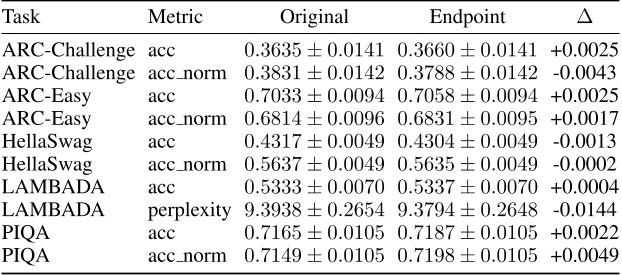 Task Metric Original Endpoint Δ
ARC-Challenge acc 0.3635 ± 0.0141 0.3660 ± 0.0141 +0.0025
ARC-Challenge acc_norm 0.3831 ± 0.0142 0.3788 ± 0.0142 -0.0043
ARC-Easy acc 0.7033 ± 0.0094 0.7058 ± 0.0094 +0.0025
ARC-Easy acc_norm 0.6814 ± 0.0096 0.6831 ± 0.0095 +0.0017
HellaSwag acc 0.4317 ± 0.0049 0.4304 ± 0.0049 -0.0013
HellaSwag acc_norm 0.5637 ± 0.0049 0.5635 ± 0.0049 -0.0002
LAMBADA acc 0.5333 ± 0.0070 0.5337 ± 0.0070 +0.0004
LAMBADA perplexity 9.3938 ± 0.2654 9.3794 ± 0.2648 -0.0144
PIQA acc 0.7165 ± 0.0105 0.7187 ± 0.0105 +0.0022
PIQA acc_norm 0.7149 ± 0.0105 0.7198 ± 0.0105 +0.0049